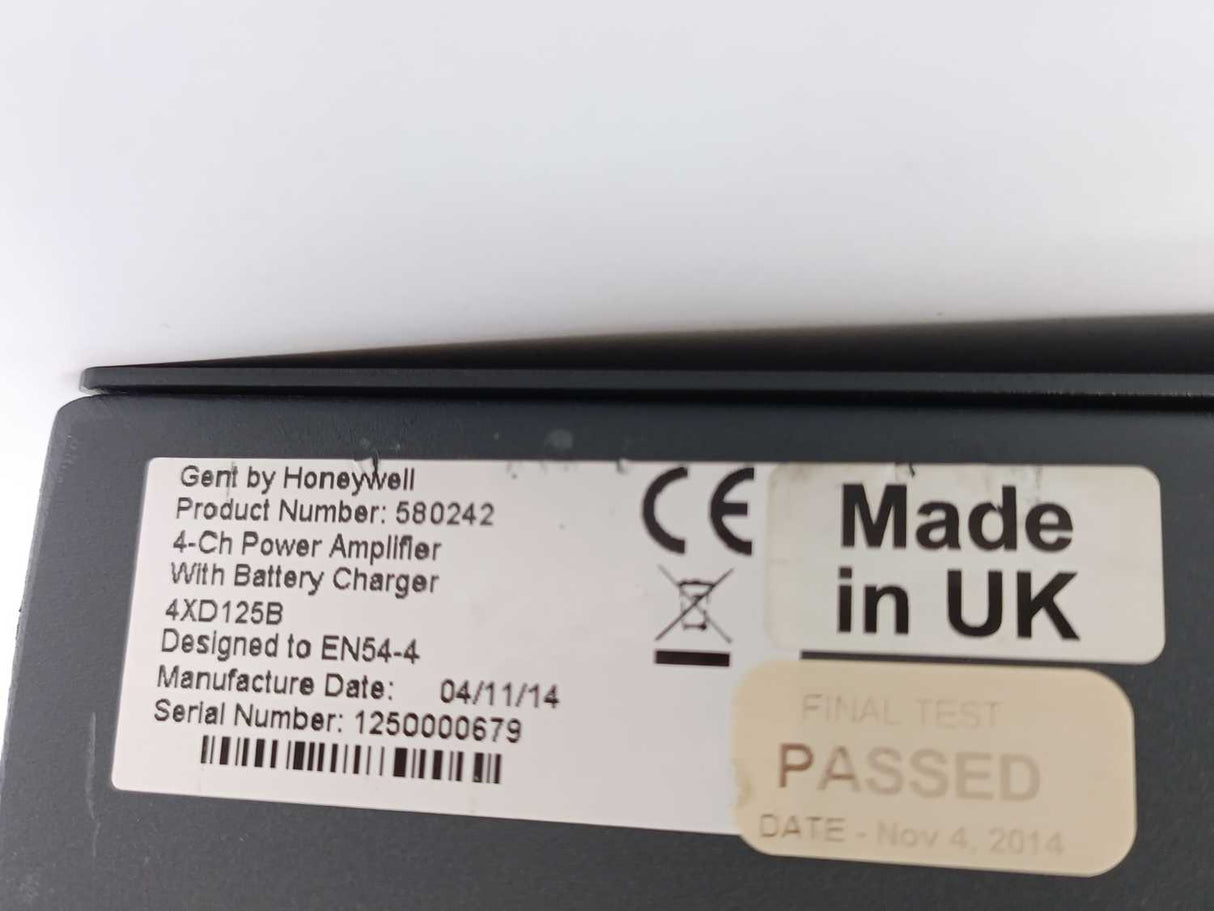 Gent by Honeywell
Product Number: 580242
4-Ch Power Amplifier
With Battery Charger
4XD125B
Designed to EN54-4
Manufacture Date: 04/11/14
Serial Number: 1250000679
CE
Made
in UK
FINAL TEST
PASSED
DATE - Nov 4, 2014